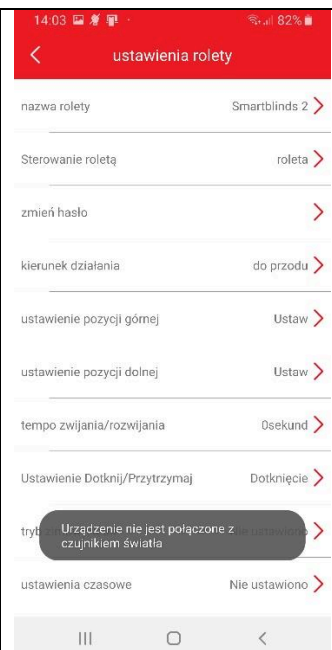 14:03 82%
ustawienia rolety
nazwa rolety Smartblinds 2
Sterowanie roletą roleta
zmień hasło
kierunek działania do przodu
ustawienie pozycji górnej Ustaw
ustawienie pozycji dolnej Ustaw
tempo zwijania/rozwijania 0sekund
Ustawienie Dotknij/Przytrzymaj Dotknięcie
Urządzenie nie jest połączone z
czujnikiem światła
ustawienia czasowe Nie ustawiono